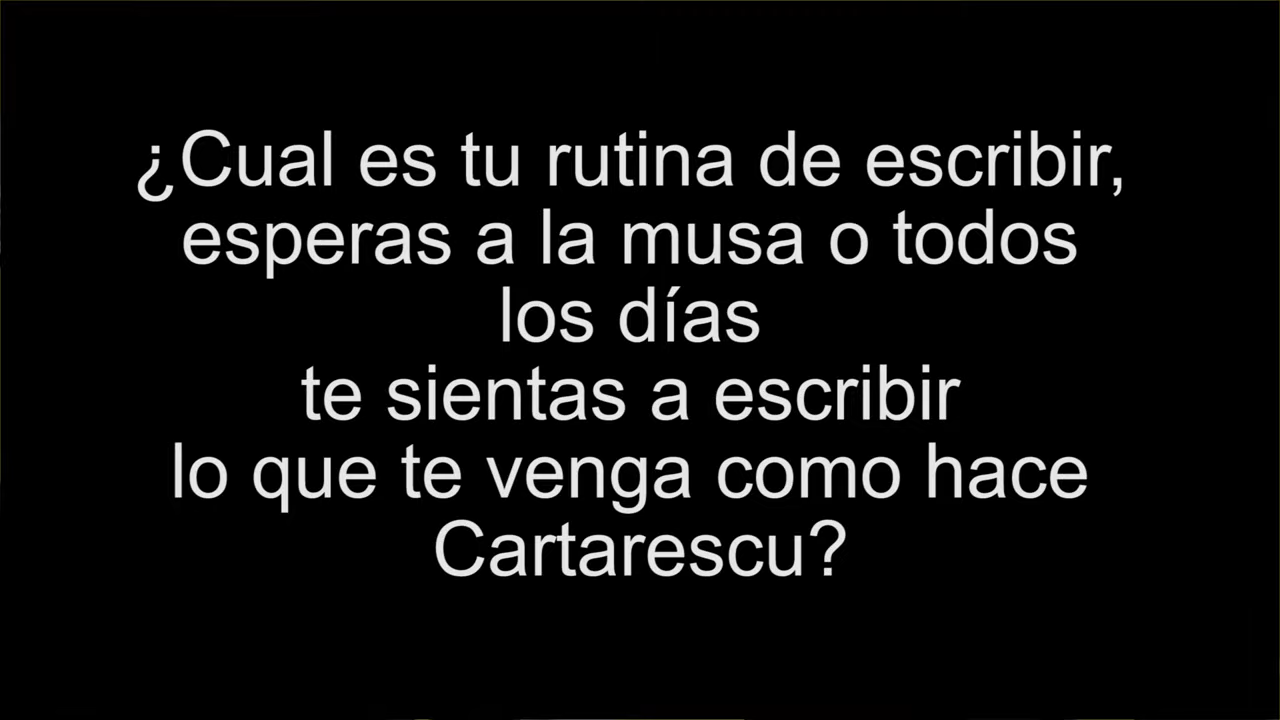 ¿Cual es tu rutina de escribir,
esperas a la musa o todos
los días
te sientas a escribir
lo que te venga como hace
Cartarescu?